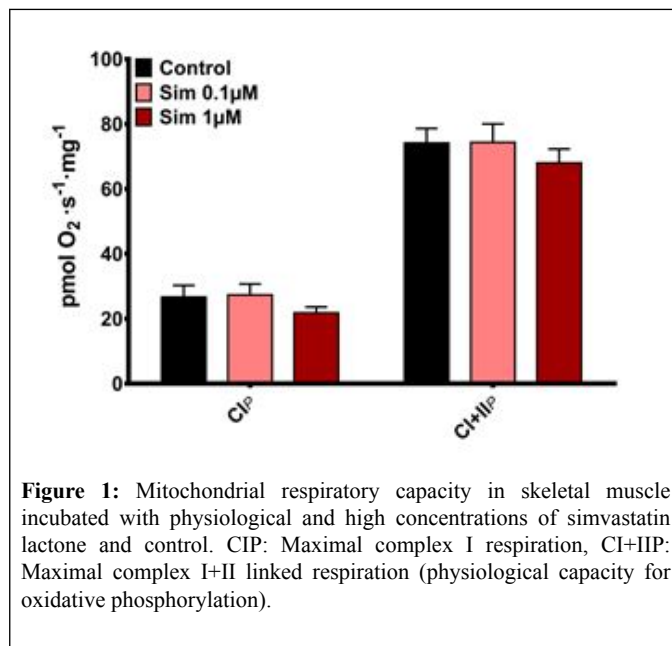 100
80
60
40
20
0
pmol O₂ ·s⁻¹·mg⁻¹
Control
Sim 0.1µM
Sim 1µM
CIP
CI+IIP
Figure 1: Mitochondrial respiratory capacity in skeletal muscle
incubated with physiological and high concentrations of simvastatin
lactone and control. CIP: Maximal complex I respiration, CI+IIP:
Maximal complex I+II linked respiration (physiological capacity for
oxidative phosphorylation).